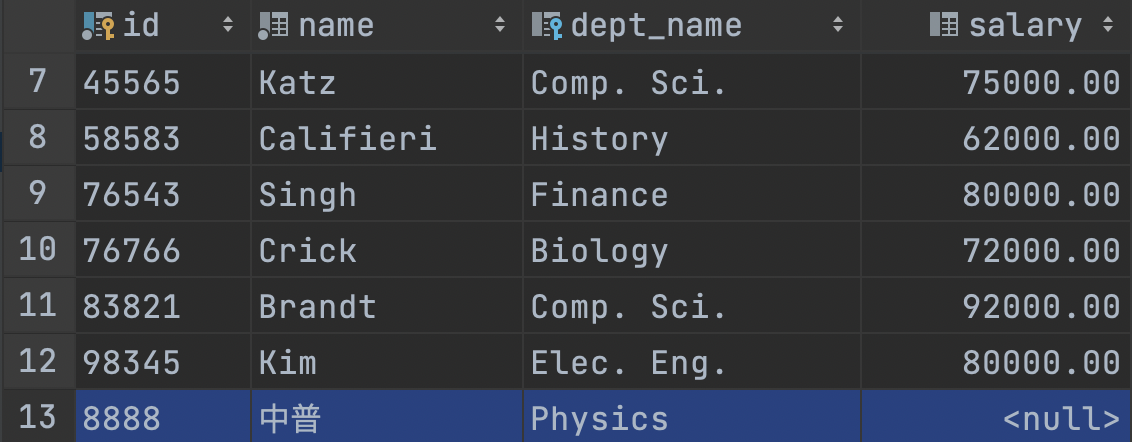 id name dept_name salary
7 45565 Katz Comp. Sci. 75000.00
8 58583 Califieri History 62000.00
9 76543 Singh Finance 80000.00
10 76766 Crick Biology 72000.00
11 83821 Brandt Comp. Sci. 92000.00
12 98345 Kim Elec. Eng. 80000.00
13 8888 中普 Physics <null>